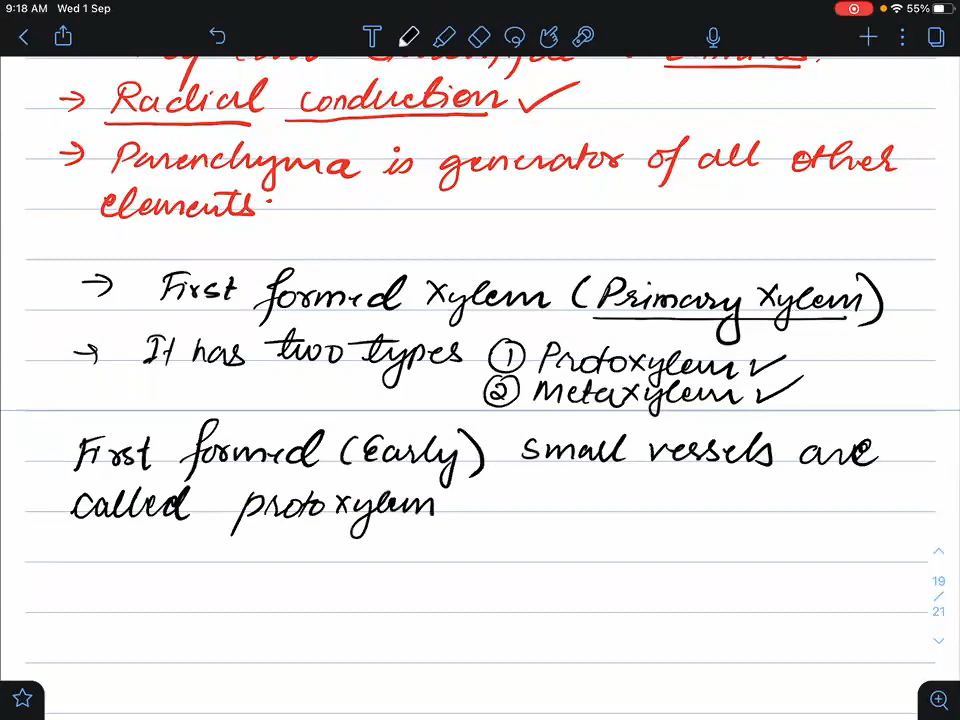 9:18 AM Wed 1 Sep
55%
→ Radial conduction ✓
→ Parenchyma is generator of all other
elements.
→ First formed xylem (Primary xylem)
→ It has two types ① Protoxylem ✓
② Metaxylem ✓
First formed (Early) small vessels are
called protoxylem
19
/
21